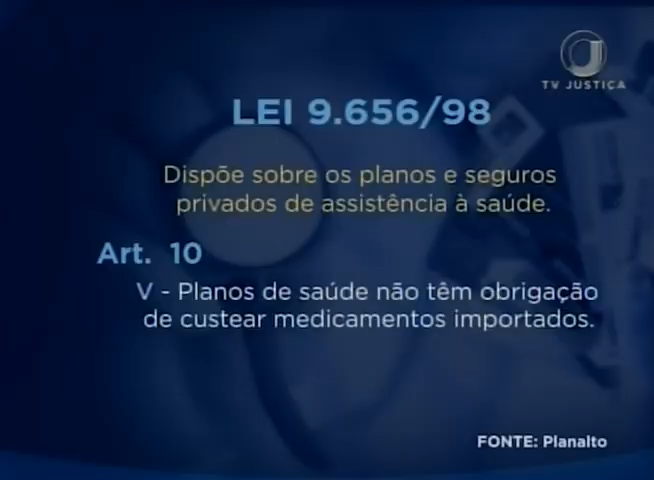 TV JUSTIÇA
LEI 9.656/98
Dispõe sobre os planos e seguros
privados de assistência à saúde.
Art. 10
V - Planos de saúde não têm obrigação
de custear medicamentos importados.
FONTE: Planalto